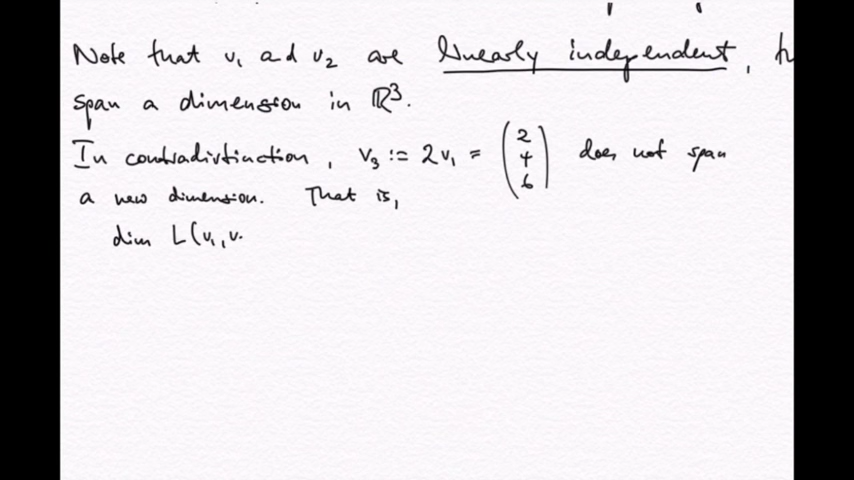 Note that v₁ ad v₂ are linearly independent,
span a dimension in ℝ³.
In contradistinction, v₃ := 2v₁ = (2 4 6) does not span
a new dimension. That is,
dim L(v₁, v